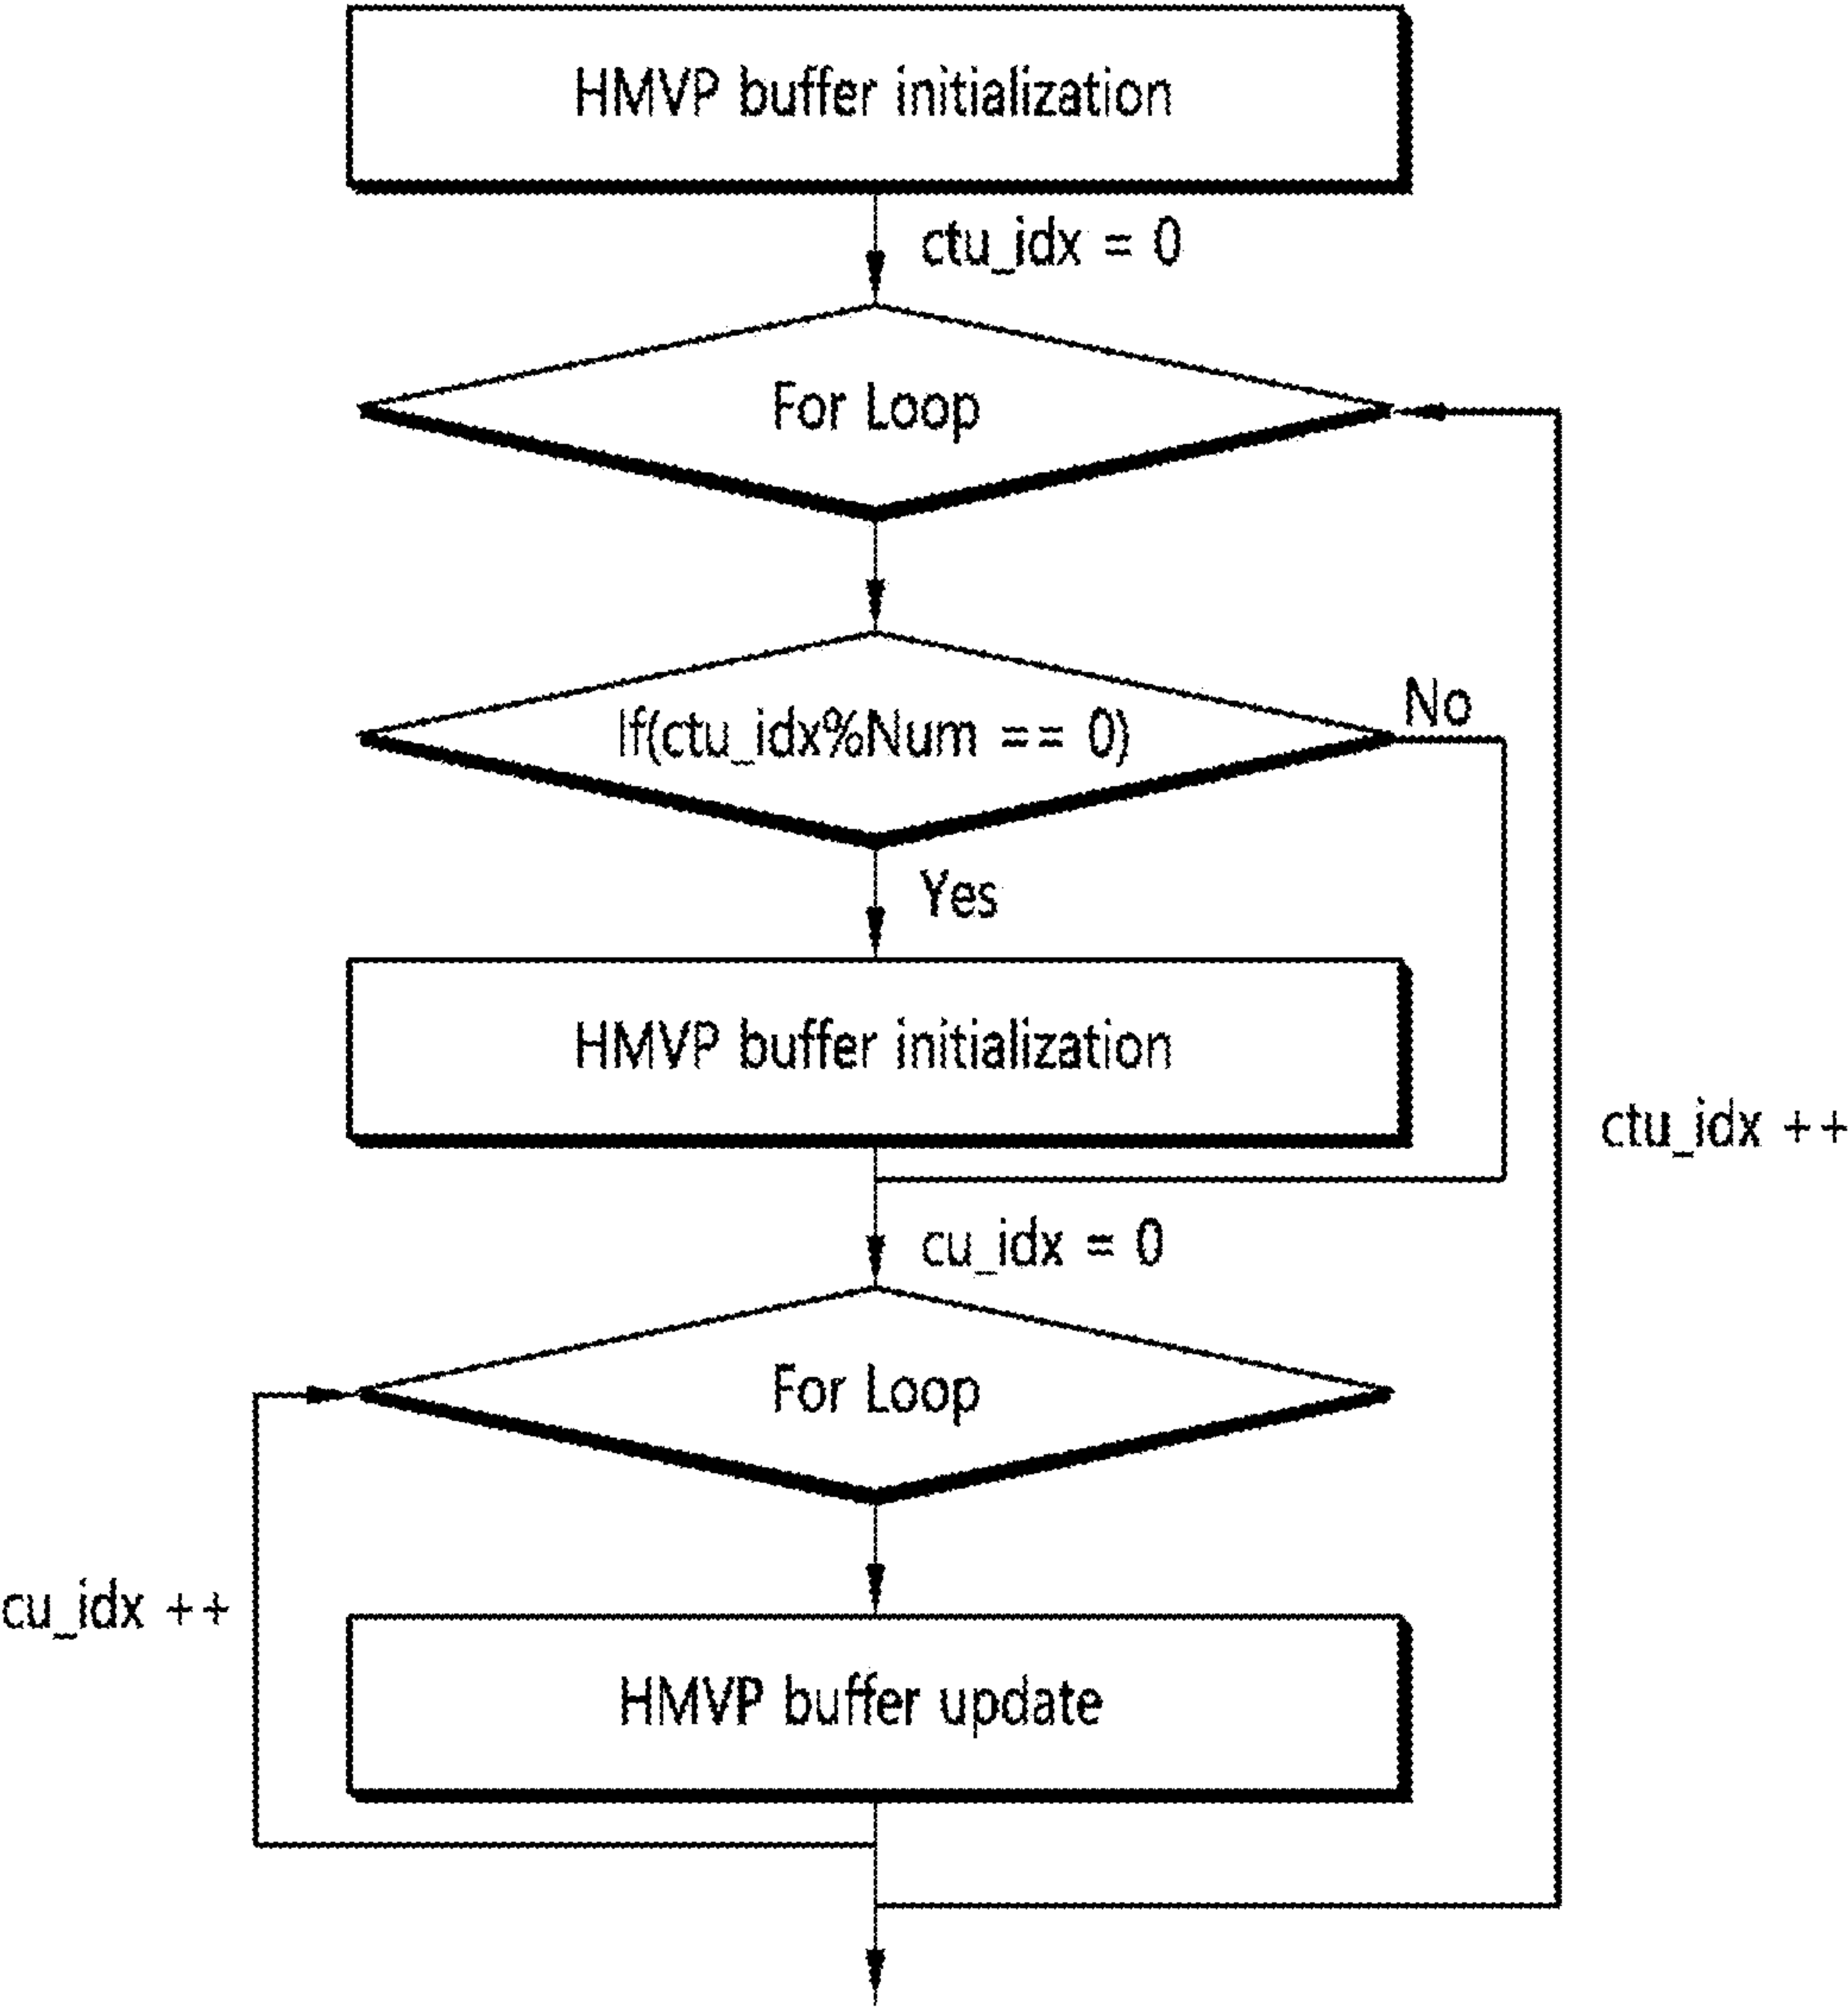 HMVP buffer initialization
ctu_idx = 0
For Loop
If(ctu_idx%Num == 0)
No
Yes
HMVP buffer initialization
ctu_idx ++
cu_idx = 0
For Loop
cu_idx ++
HMVP buffer update